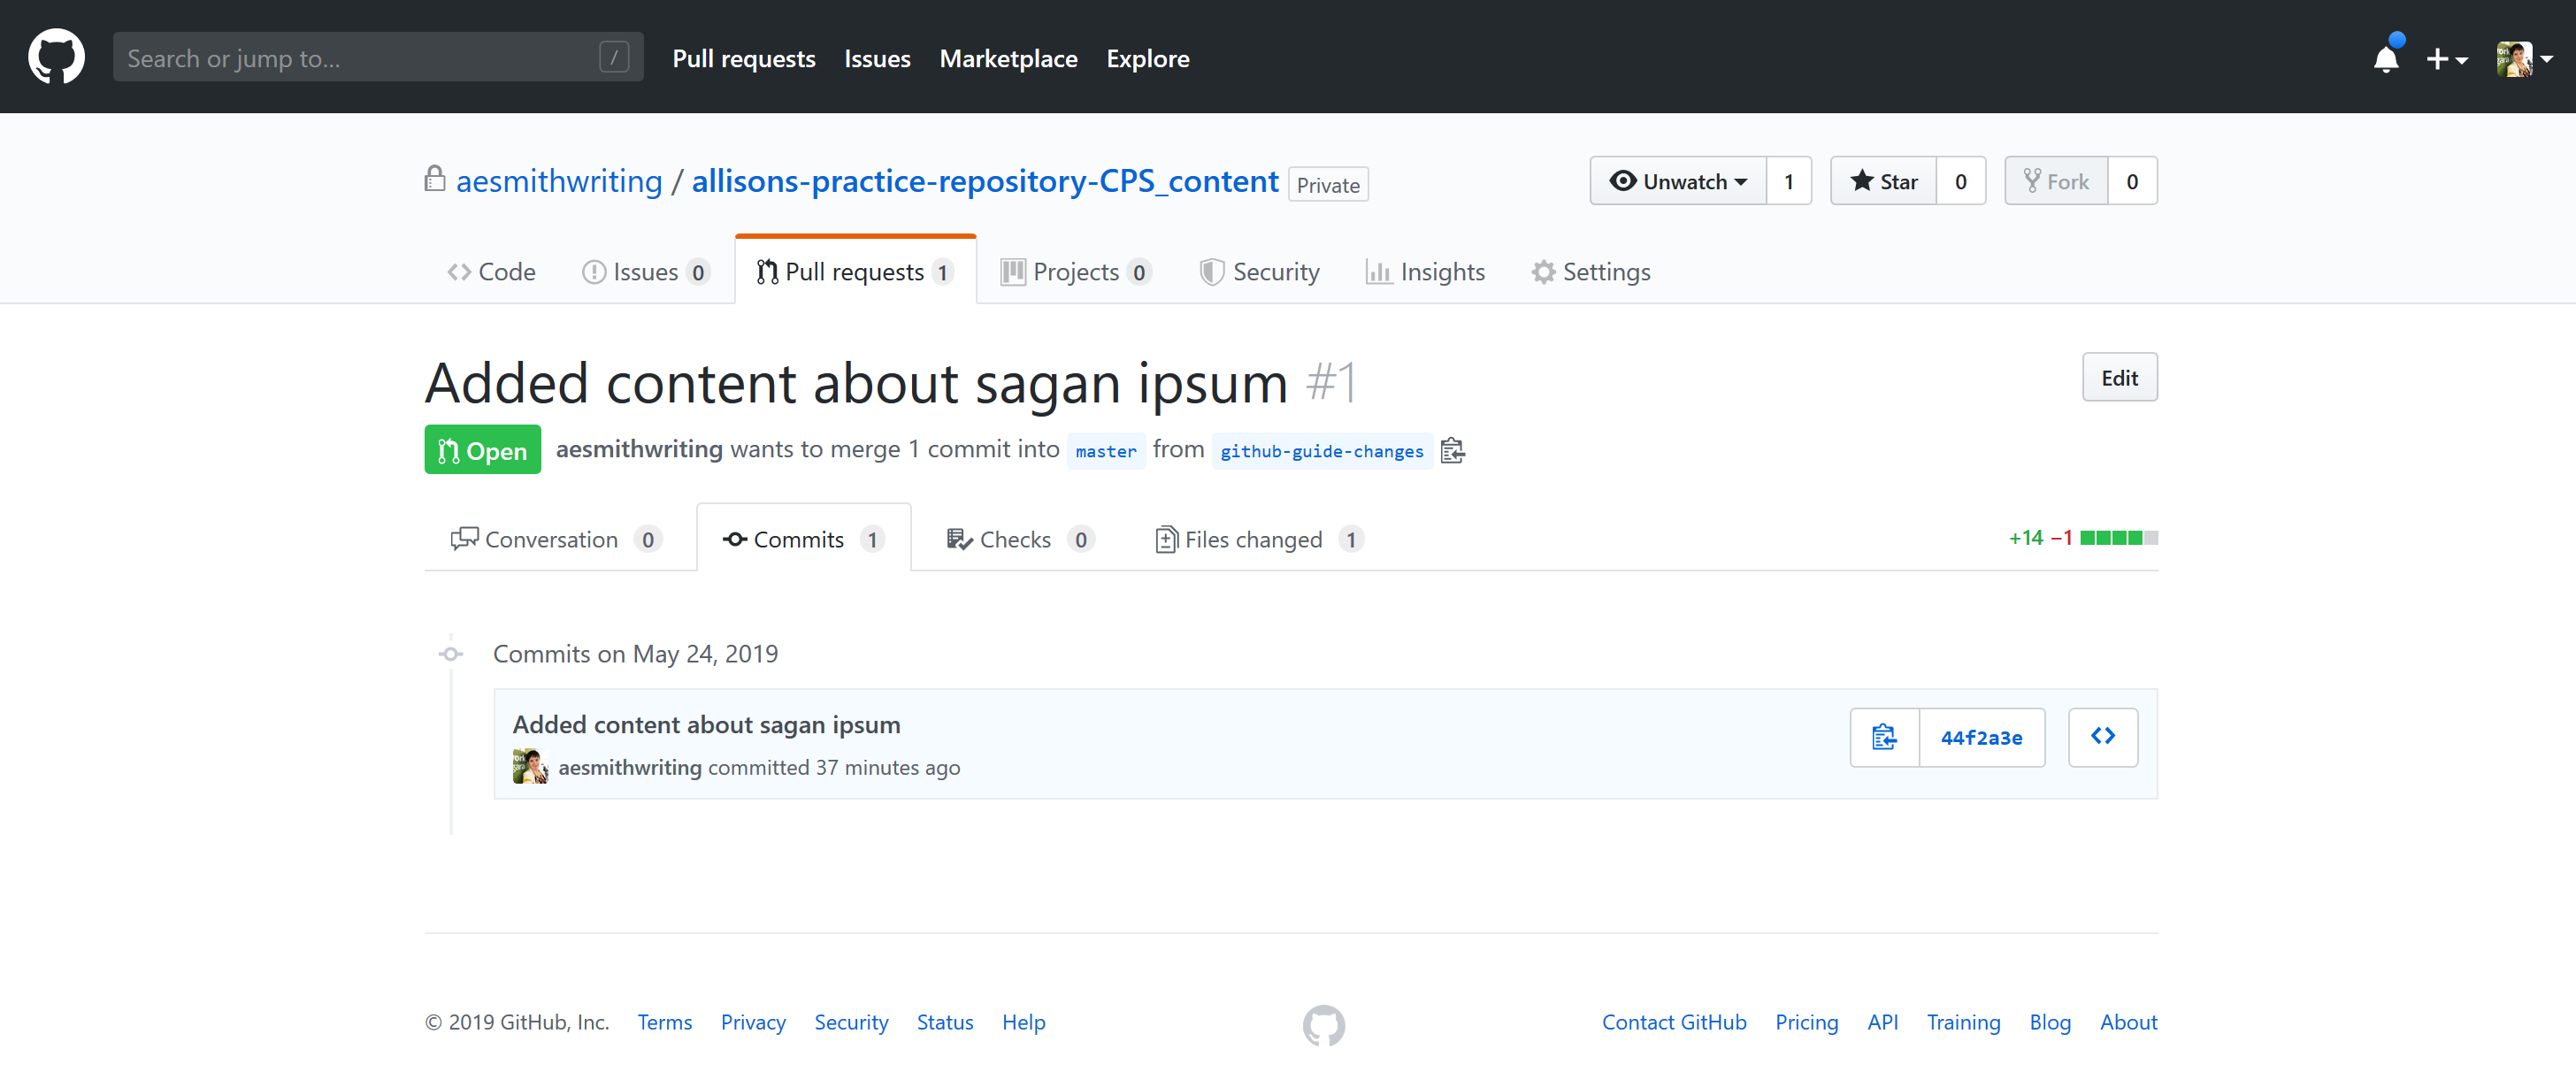 Search or jump to... /
Pull requests Issues Marketplace Explore
aesmithwriting / allisons-practice-repository-CPS_content Private
Unwatch 1 Star 0 Fork 0
Code Issues 0 Pull requests 1 Projects 0 Security Insights Settings
Added content about sagan ipsum #1
Edit
Open aesmithwriting wants to merge 1 commit into master from github-guide-changes
Conversation 0 Commits 1 Checks 0 Files changed 1
+14 −1
Commits on May 24, 2019
Added content about sagan ipsum
aesmithwriting committed 37 minutes ago
44f2a3e
© 2019 GitHub, Inc. Terms Privacy Security Status Help
Contact GitHub Pricing API Training Blog About